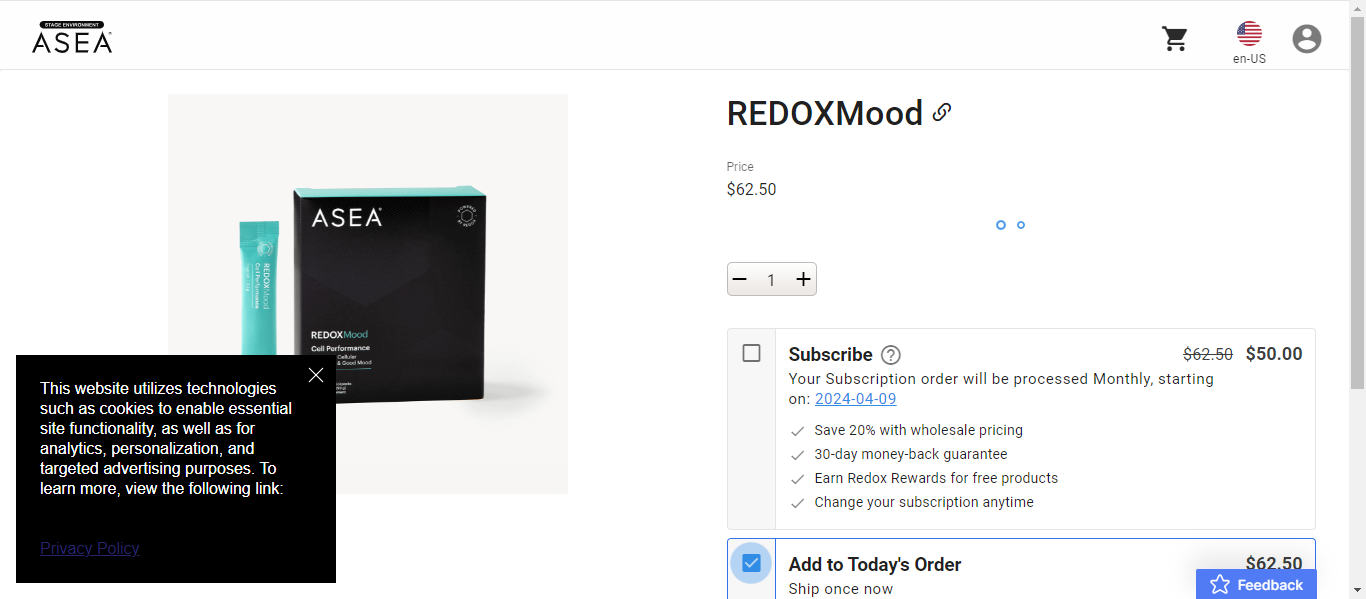 STAGE ENVIRONMENT
ASEA
en-US
REDOXMood
Price
$62.50
1
ASEA
POWERED BY REDOX
REDOXMood
Cell Performance
REDOXMood
Cell Performance
Cellular
& Good Mood
Subscribe
$62.50 $50.00
Your Subscription order will be processed Monthly, starting
on: 2024-04-09
Save 20% with wholesale pricing
30-day money-back guarantee
Earn Redox Rewards for free products
Change your subscription anytime
Add to Today's Order
$62.50
Ship once now
Feedback
This website utilizes technologies
such as cookies to enable essential
site functionality, as well as for
analytics, personalization, and
targeted advertising purposes. To
learn more, view the following link:
Privacy Policy